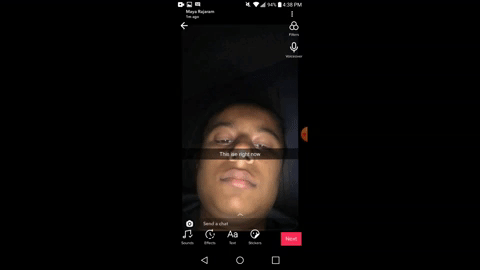 94% 4:38 PM
Maya Rajaram
1m ago
Filters
Voiceover
This is me right now
Send a chat
Sounds
Effects
Aa
Text
Stickers
Next